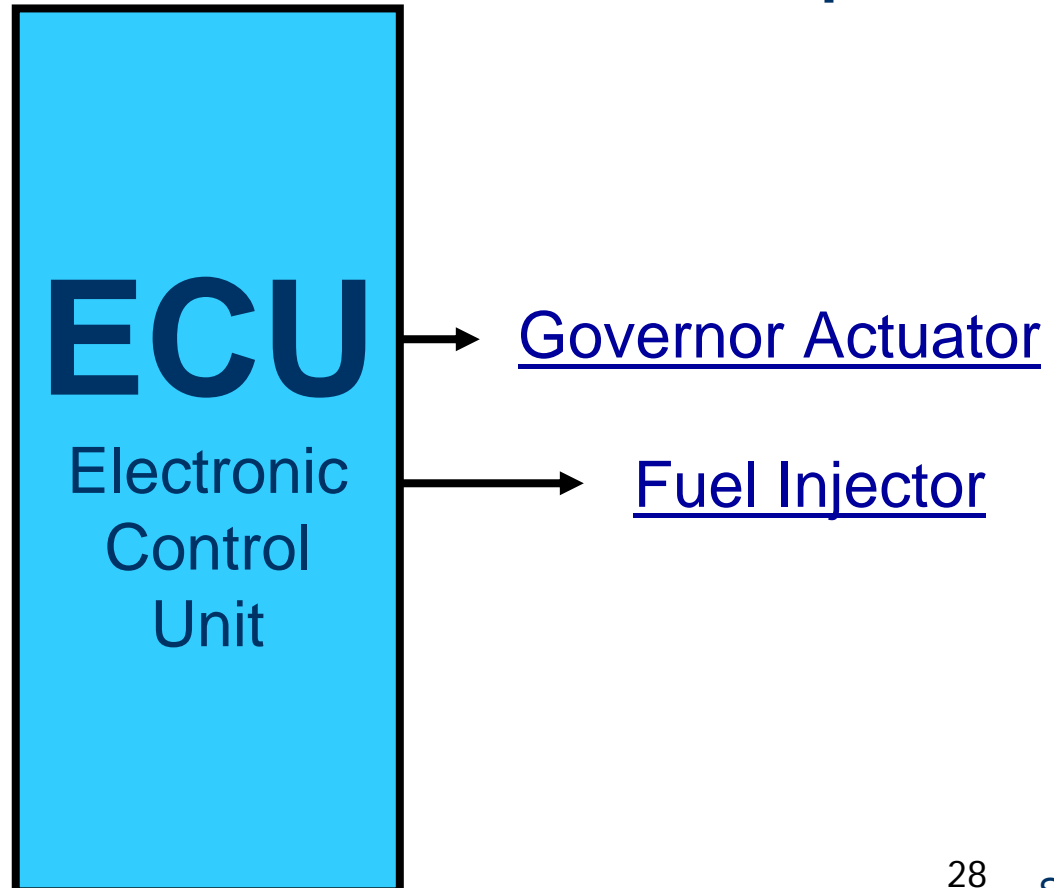 ECU
Electronic
Control
Unit
Governor Actuator
Fuel Injector
28